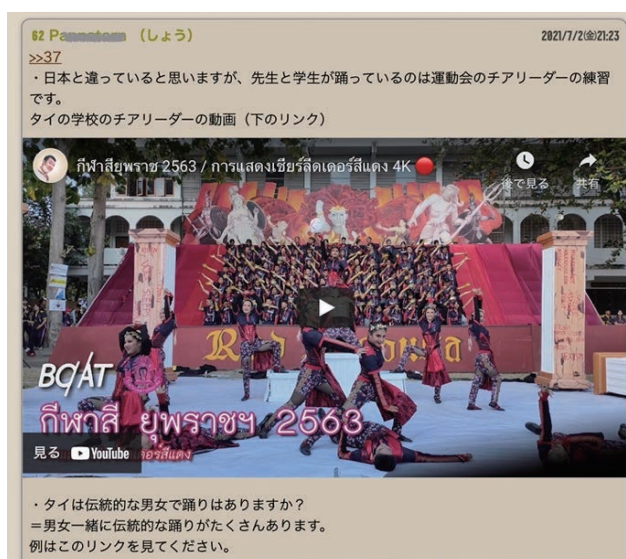 62 （しょう） 2021/7/2(金)21:23
>>37
・日本と違っていると思いますが、先生と学生が踊っているのは運動会のチアリーダーの練習
です。
タイの学校のチアリーダーの動画（下のリンク）
กีฬาสียุพราช 2563 / การแสดงเชียร์ลีดเดอร์สีแดง 4K
後で見る 共有
BOAT
กีฬาสี ยุพราชฯ 2563
見る YouTube
・タイは伝統的な男女で踊りはありますか？
＝男女一緒に伝統的な踊りがたくさんあります。
例はこのリンクを見てください。